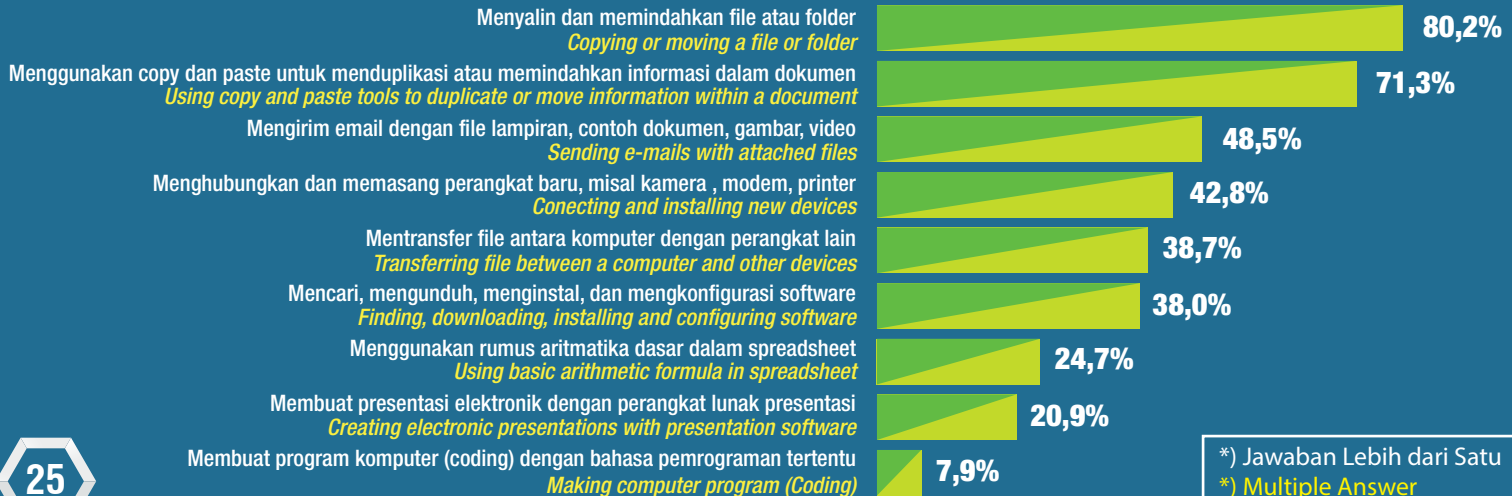 Menyalin dan memindahkan file atau folder
Copying or moving a file or folder
80,2%
Menggunakan copy dan paste untuk menduplikasi atau memindahkan informasi dalam dokumen
Using copy and paste tools to duplicate or move information within a document
71,3%
Mengirim email dengan file lampiran, contoh dokumen, gambar, video
Sending e-mails with attached files
48,5%
Menghubungkan dan memasang perangkat baru, misal kamera , modem, printer
Conecting and installing new devices
42,8%
Mentransfer file antara komputer dengan perangkat lain
Transferring file between a computer and other devices
38,7%
Mencari, mengunduh, menginstal, dan mengkonfigurasi software
Finding, downloading, installing and configuring software
38,0%
Menggunakan rumus aritmatika dasar dalam spreadsheet
Using basic arithmetic formula in spreadsheet
24,7%
Membuat presentasi elektronik dengan perangkat lunak presentasi
Creating electronic presentations with presentation software
20,9%
Membuat program komputer (coding) dengan bahasa pemrograman tertentu
Making computer program (Coding)
7,9%
25
*) Jawaban Lebih dari Satu
*) Multiple Answer